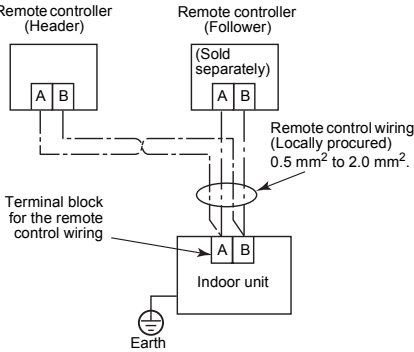 Remote controller
(Header)
Remote controller
(Follower)
(Sold
separately)
A B
A B
Remote control wiring
(Locally procured)
0.5 mm² to 2.0 mm².
Terminal block
for the remote
control wiring
A B
Indoor unit
Earth